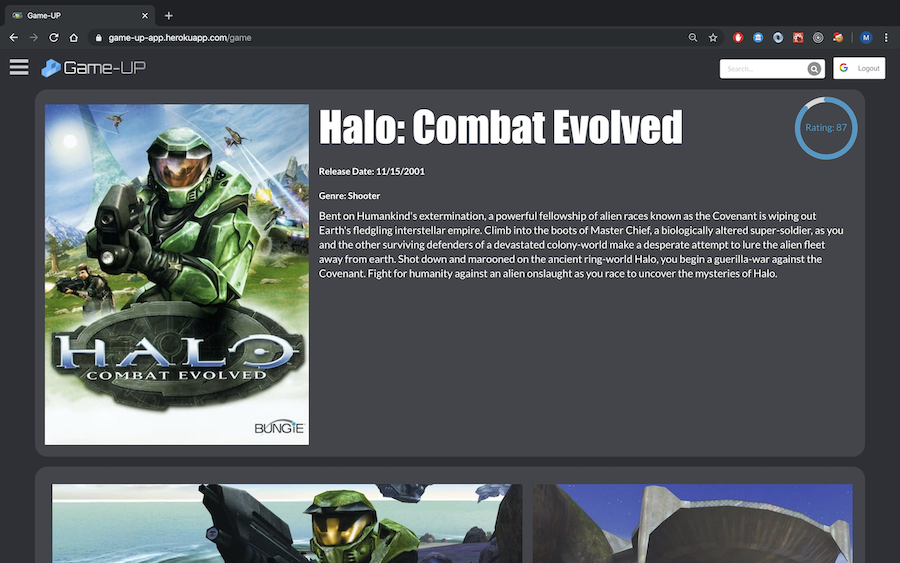 Game-UP
game-up-app.herokuapp.com/game
M
Game-UP
Search...
Logout
Halo: Combat Evolved
Rating: 87
Release Date: 11/15/2001
Genre: Shooter
Bent on Humankind's extermination, a powerful fellowship of alien races known as the Covenant is wiping out
Earth's fledgling interstellar empire. Climb into the boots of Master Chief, a biologically altered super-soldier, as you
and the other surviving defenders of a devastated colony-world make a desperate attempt to lure the alien fleet
away from earth. Shot down and marooned on the ancient ring-world Halo, you begin a guerilla-war against the
Covenant. Fight for humanity against an alien onslaught as you race to uncover the mysteries of Halo.
HALO
COMBAT EVOLVED
BUNGIE